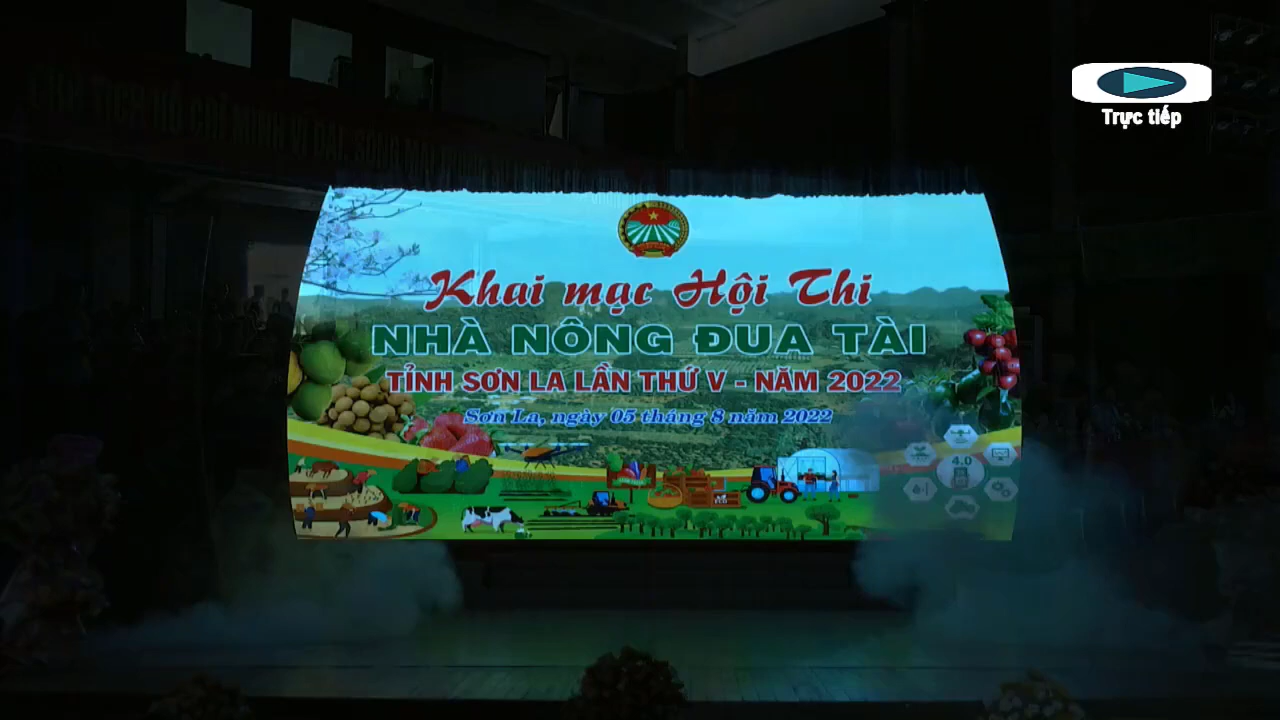 Trực tiếp
Khai mạc Hội Thi
NHÀ NÔNG ĐUA TÀI
TỈNH SƠN LA LẦN THỨ V - NĂM 2022
Sơn La, ngày 05 tháng 8 năm 2022
4.0
ECO